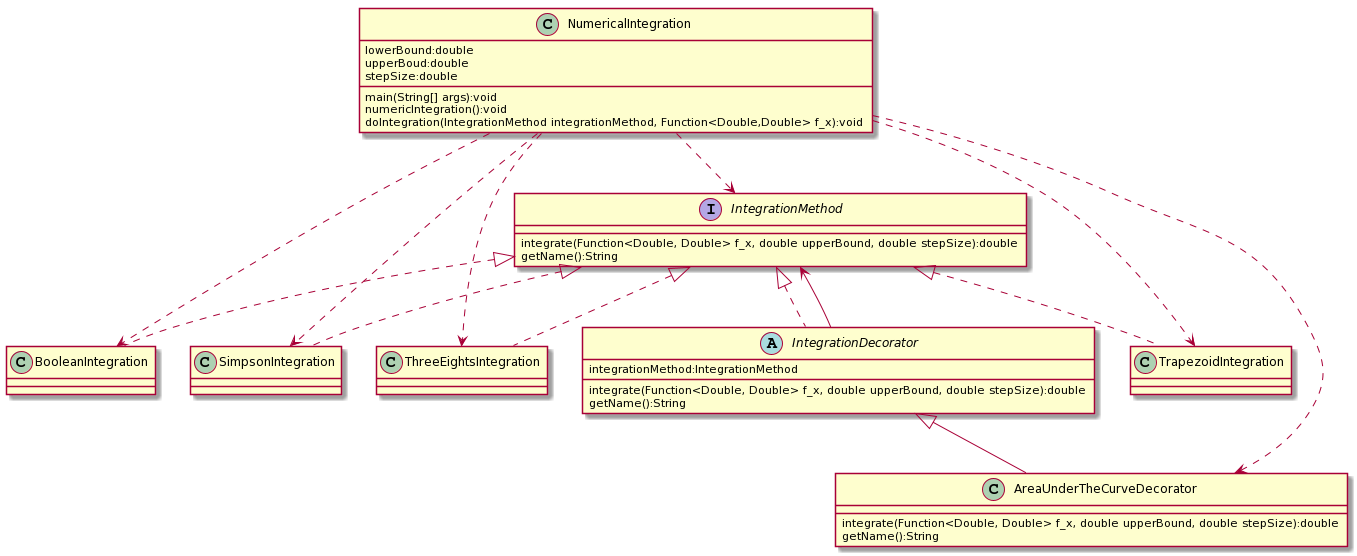 C NumericalIntegration
lowerBound:double
upperBoud:double
stepSize:double
main(String[] args):void
numericIntegration():void
doIntegration(IntegrationMethod integrationMethod, Function<Double,Double> f_x):void
I IntegrationMethod
integrate(Function<Double, Double> f_x, double upperBound, double stepSize):double
getName():String
C BooleanIntegration
C SimpsonIntegration
C ThreeEightsIntegration
A IntegrationDecorator
integrationMethod:IntegrationMethod
integrate(Function<Double, Double> f_x, double upperBound, double stepSize):double
getName():String
C TrapezoidIntegration
C AreaUnderTheCurveDecorator
integrate(Function<Double, Double> f_x, double upperBound, double stepSize):double
getName():String